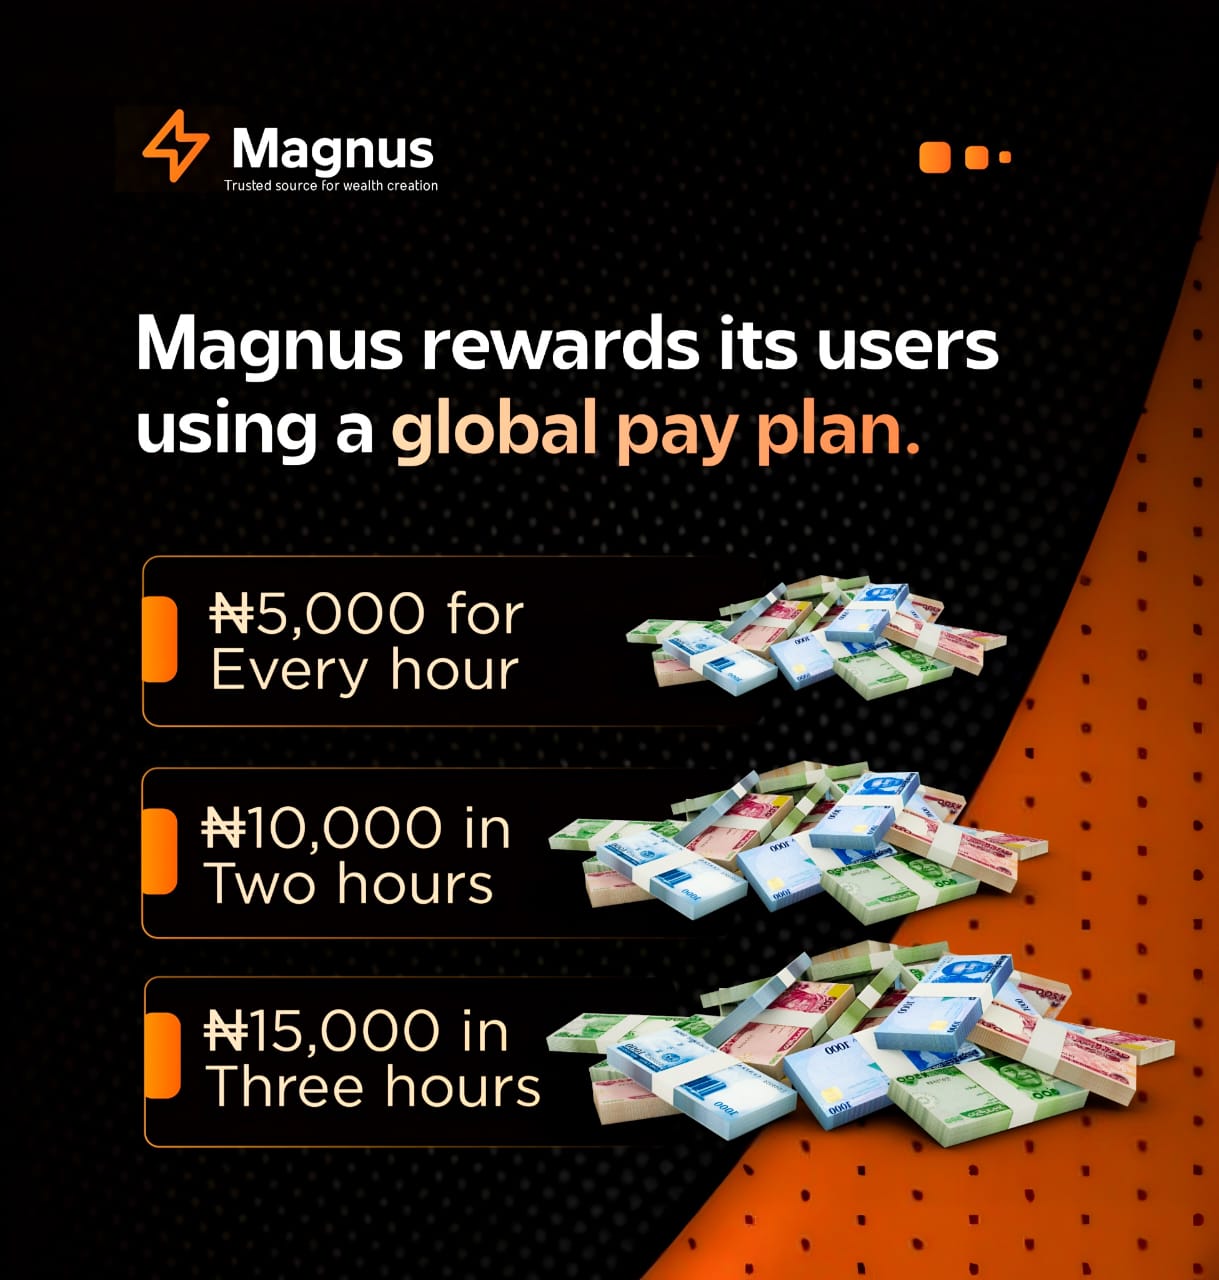 Magnus
Trusted source for wealth creation
Magnus rewards its users
using a global pay plan.
₦5,000 for
Every hour
₦10,000 in
Two hours
₦15,000 in
Three hours